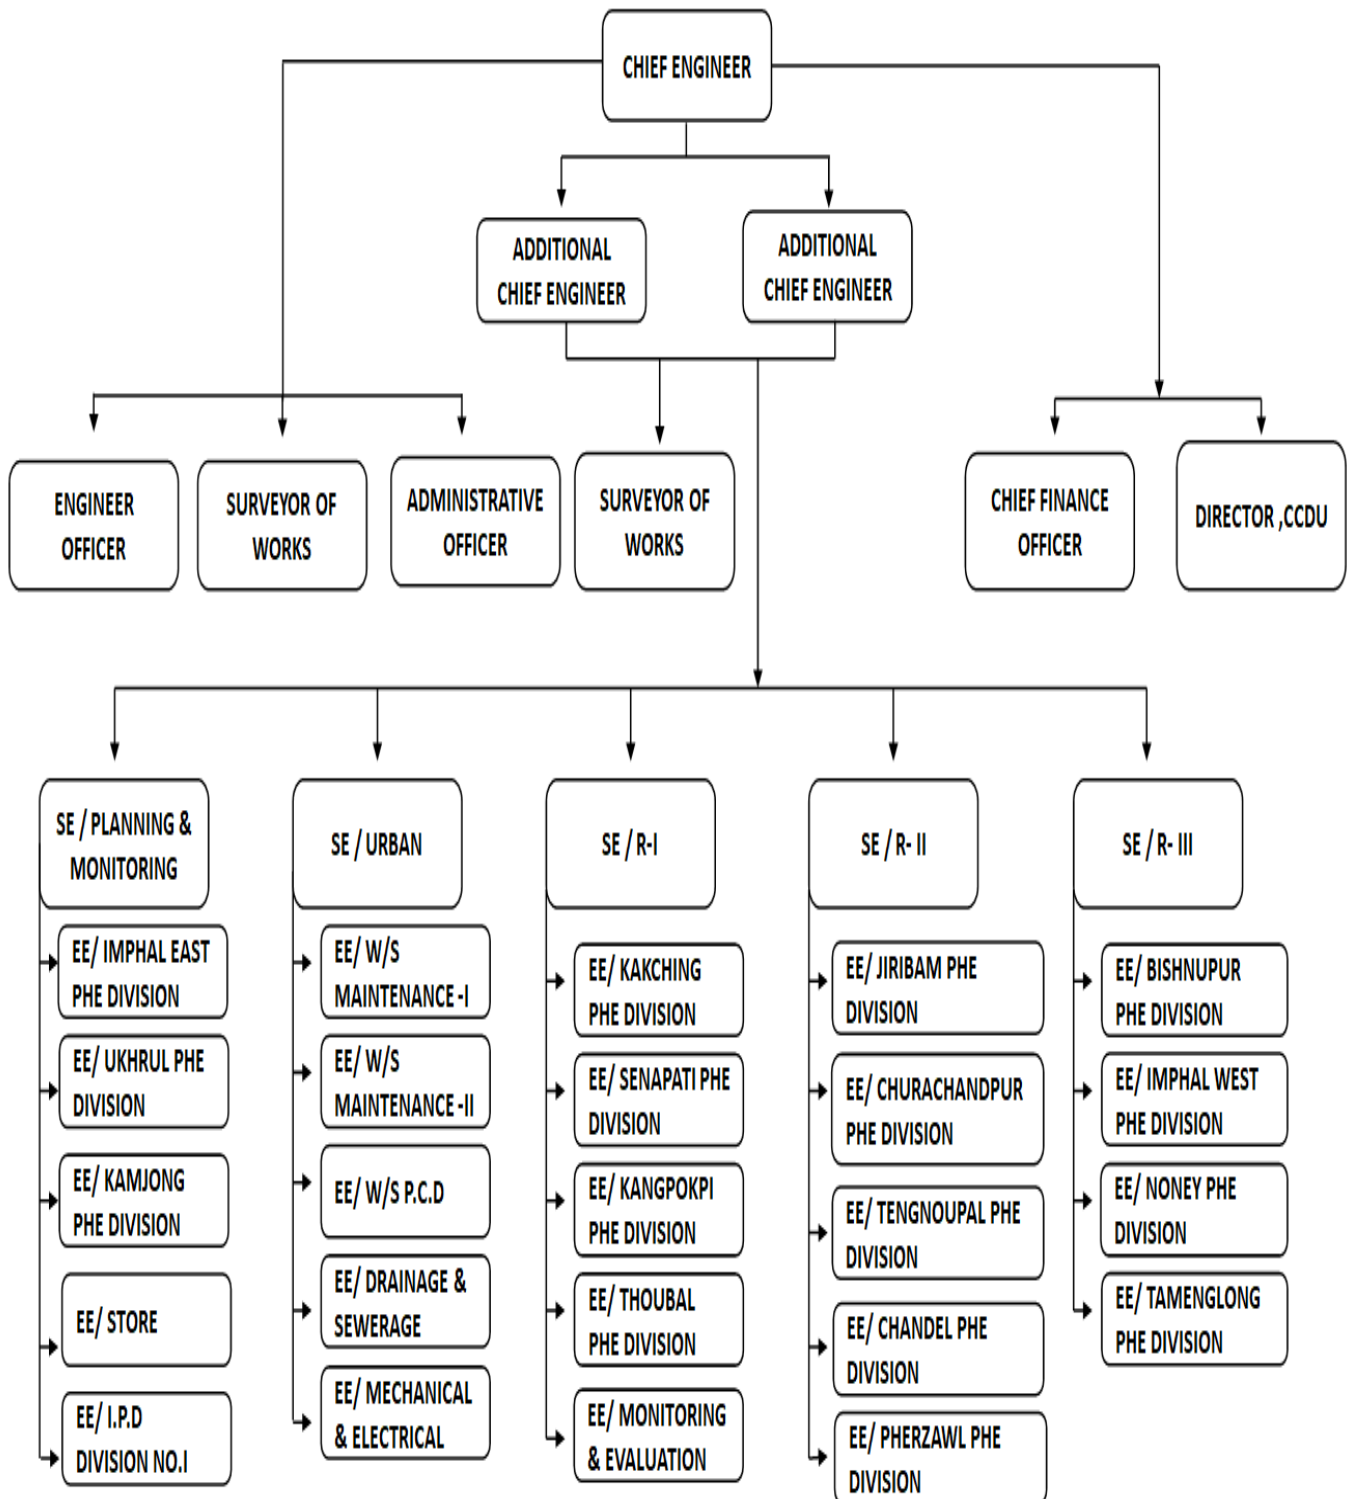 CHIEF ENGINEER
ADDITIONAL
CHIEF ENGINEER
ADDITIONAL
CHIEF ENGINEER
ENGINEER
OFFICER
SURVEYOR OF
WORKS
ADMINISTRATIVE
OFFICER
SURVEYOR OF
WORKS
CHIEF FINANCE
OFFICER
DIRECTOR ,CCDU
SE / PLANNING &
MONITORING
EE/ IMPHAL EAST
PHE DIVISION
EE/ UKHRUL PHE
DIVISION
EE/ KAMJONG
PHE DIVISION
EE/ STORE
EE/ I.P.D
DIVISION NO.I
SE / URBAN
EE/ W/S
MAINTENANCE -I
EE/ W/S
MAINTENANCE -II
EE/ W/S P.C.D
EE/ DRAINAGE &
SEWERAGE
EE/ MECHANICAL
& ELECTRICAL
SE / R-I
EE/ KAKCHING
PHE DIVISION
EE/ SENAPATI PHE
DIVISION
EE/ KANGPOKPI
PHE DIVISION
EE/ THOUBAL
PHE DIVISION
EE/ MONITORING
& EVALUATION
SE / R- II
EE/ JIRIBAM PHE
DIVISION
EE/ CHURACHANDPUR
PHE DIVISION
EE/ TENGNOUPAL PHE
DIVISION
EE/ CHANDEL PHE
DIVISION
EE/ PHERZAWL PHE
DIVISION
SE / R- III
EE/ BISHNUPUR
PHE DIVISION
EE/ IMPHAL WEST
PHE DIVISION
EE/ NONEY PHE
DIVISION
EE/ TAMENGLONG
PHE DIVISION